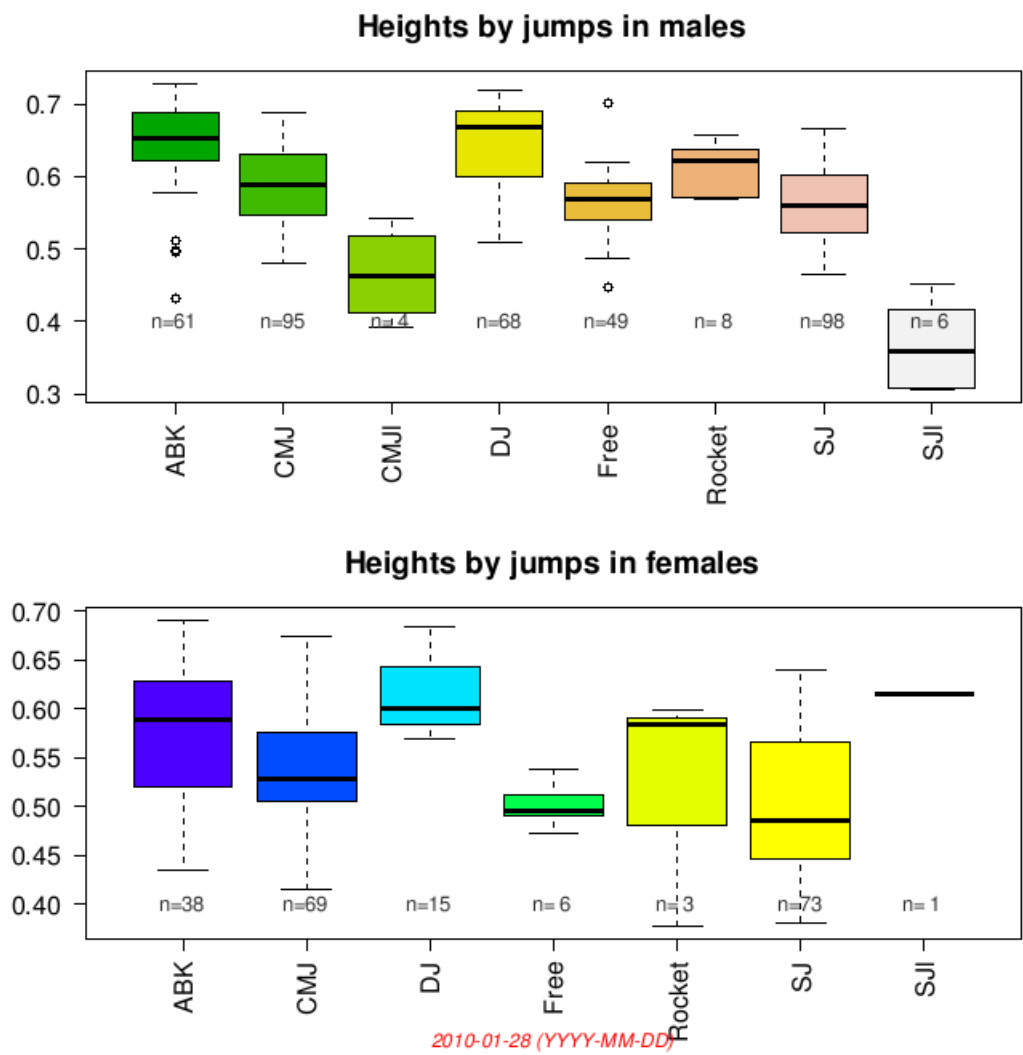 Heights by jumps in males
0.7
0.6
0.5
0.4
0.3
n=61 n=95 n= 4 n=68 n=49 n= 8 n=98 n= 6
ABK CMJ CMJl DJ Free Rocket SJ SJl
Heights by jumps in females
0.70
0.65
0.60
0.55
0.50
0.45
0.40
n=38 n=69 n=15 n= 6 n= 3 n=73 n= 1
ABK CMJ DJ Free Rocket SJ SJl
2010-01-28 (YYYY-MM-DD)